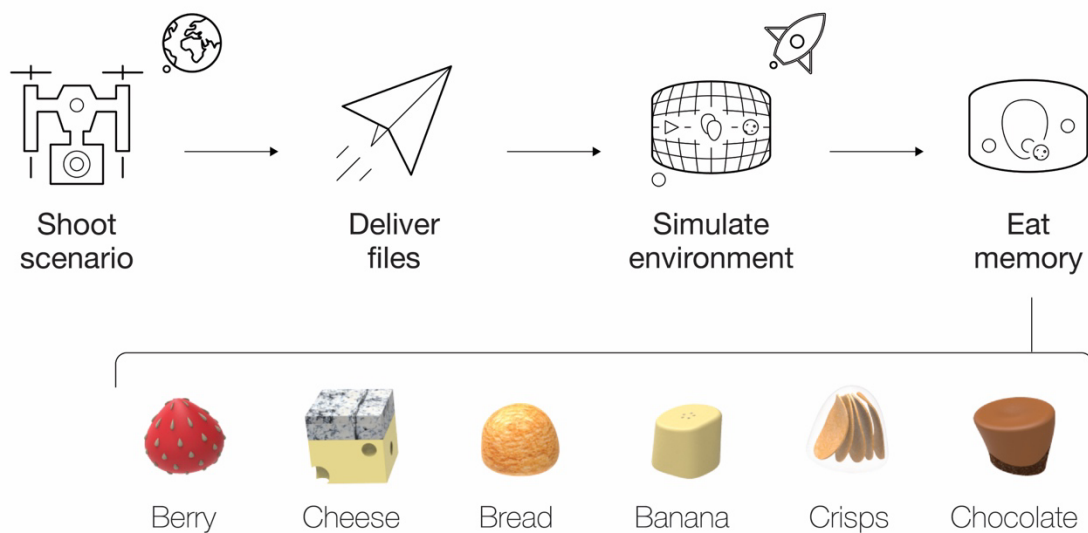 Shoot
scenario
Deliver
files
Simulate
environment
Eat
memory
Berry
Cheese
Bread
Banana
Crisps
Chocolate